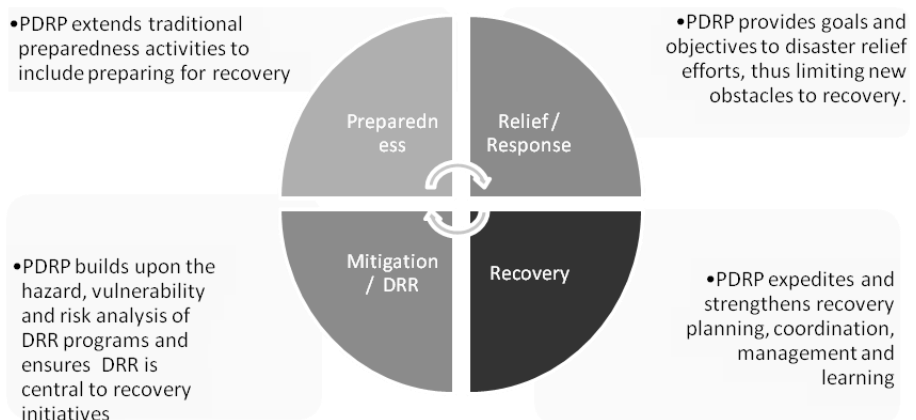 •PDRP extends traditional
preparedness activities to
include preparing for recovery
•PDRP provides goals and
objectives to disaster relief
efforts, thus limiting new
obstacles to recovery.
Preparedn
ess
Relief/
Response
Mitigation
/ DRR
Recovery
•PDRP builds upon the
hazard, vulnerability
and risk analysis of
DRR programs and
ensures DRR is
central to recovery
initiatives
•PDRP expedites and
strengthens recovery
planning, coordination,
management and
learning